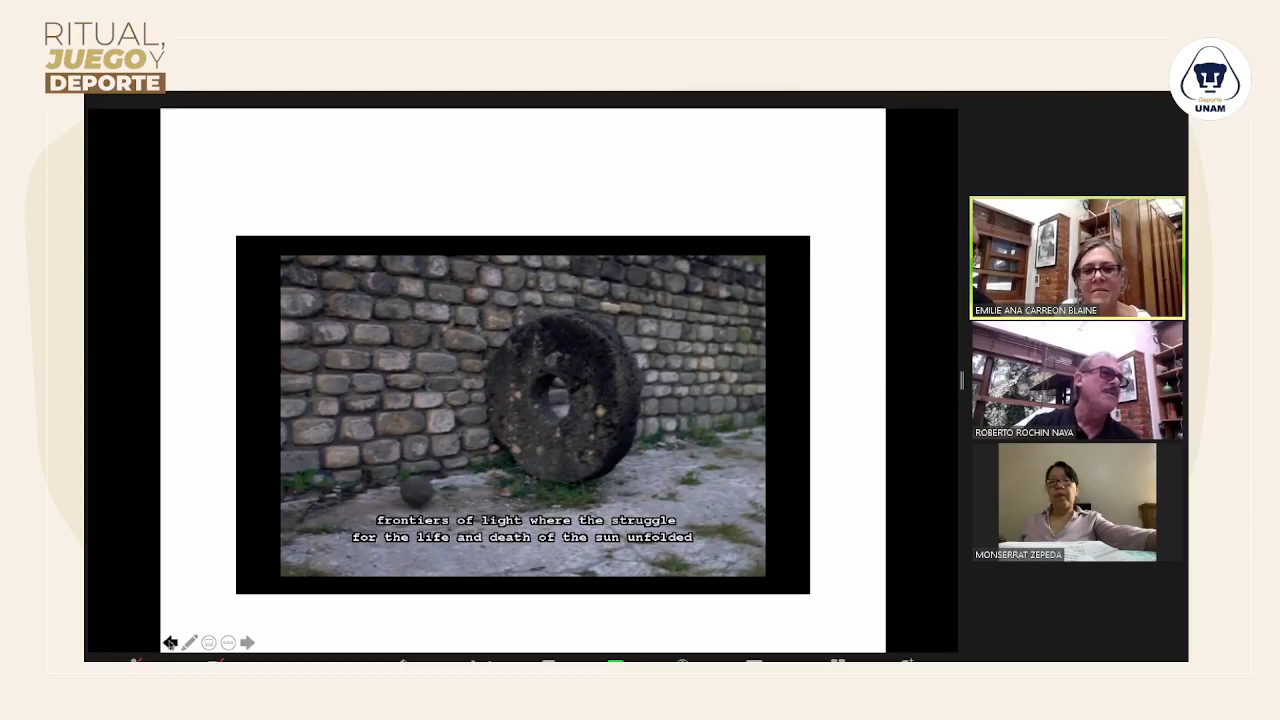 RITUAL,
JUEGO Y
DEPORTE
Deporte
UNAM
EMILIE ANA CARREON BLAINE
ROBERTO ROCHIN NAYA
MONSERRAT ZEPEDA
frontiers of light where the struggle
for the life and death of the sun unfolded